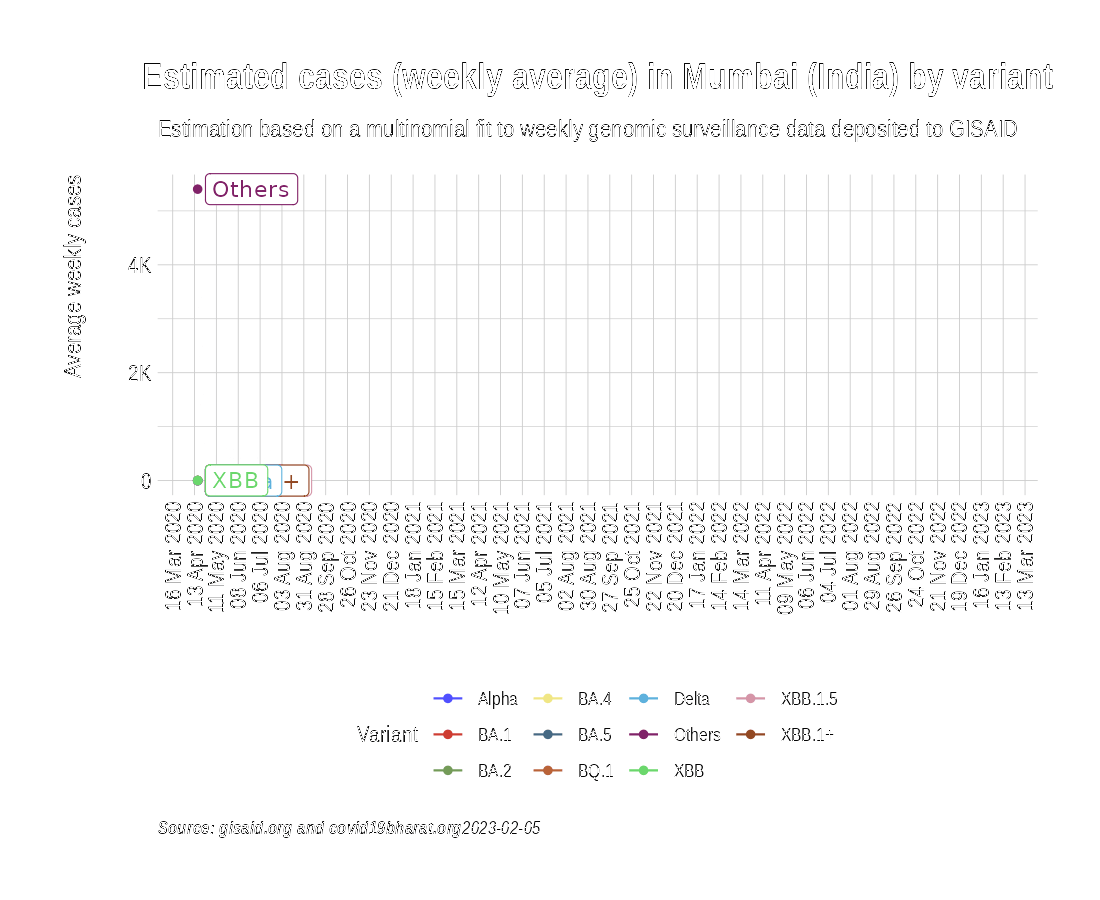 Estimated cases (weekly average) in Mumbai (India) by variant
Estimation based on a multinomial fit to weekly genomic surveillance data deposited to GISAID
Average weekly cases
Others
4K
2K
0
XBB
a
+
16 Mar 2020
13 Apr 2020
11 May 2020
08 Jun 2020
06 Jul 2020
03 Aug 2020
31 Aug 2020
28 Sep 2020
26 Oct 2020
23 Nov 2020
21 Dec 2020
18 Jan 2021
15 Feb 2021
15 Mar 2021
12 Apr 2021
10 May 2021
07 Jun 2021
05 Jul 2021
02 Aug 2021
30 Aug 2021
27 Sep 2021
25 Oct 2021
22 Nov 2021
20 Dec 2021
17 Jan 2022
14 Feb 2022
14 Mar 2022
11 Apr 2022
09 May 2022
06 Jun 2022
04 Jul 2022
01 Aug 2022
29 Aug 2022
26 Sep 2022
24 Oct 2022
21 Nov 2022
19 Dec 2022
16 Jan 2023
13 Feb 2023
13 Mar 2023
Variant
Alpha
BA.1
BA.2
BA.4
BA.5
BQ.1
Delta
Others
XBB
XBB.1.5
XBB.1+
Source: gisaid.org and covid19bharat.org2023-02-05